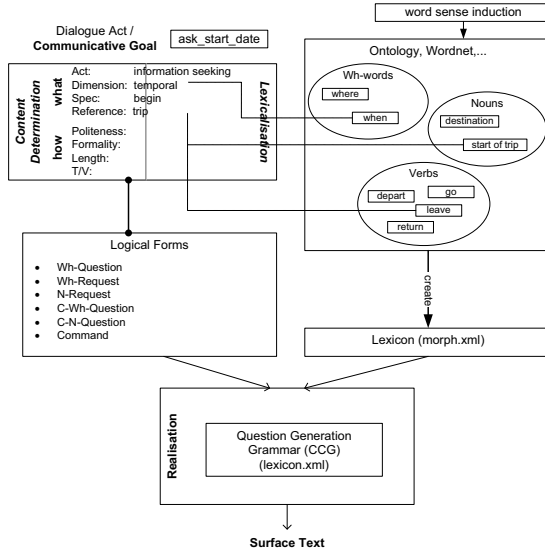 word sense induction
Dialogue Act /
Communicative Goal
ask_start_date
Ontology, Wordnet,...
Content
Determination
what
how
Act: information seeking
Dimension: temporal
Spec: begin
Reference: trip
Politeness:
Formality:
Length:
T/V:
Lexicalisation
Wh-words
where
when
Nouns
destination
start of trip
Verbs
depart
go
leave
return
Logical Forms
• Wh-Question
• Wh-Request
• N-Request
• C-Wh-Question
• C-N-Question
• Command
create
Lexicon (morph.xml)
Realisation
Question Generation
Grammar (CCG)
(lexicon.xml)
Surface Text